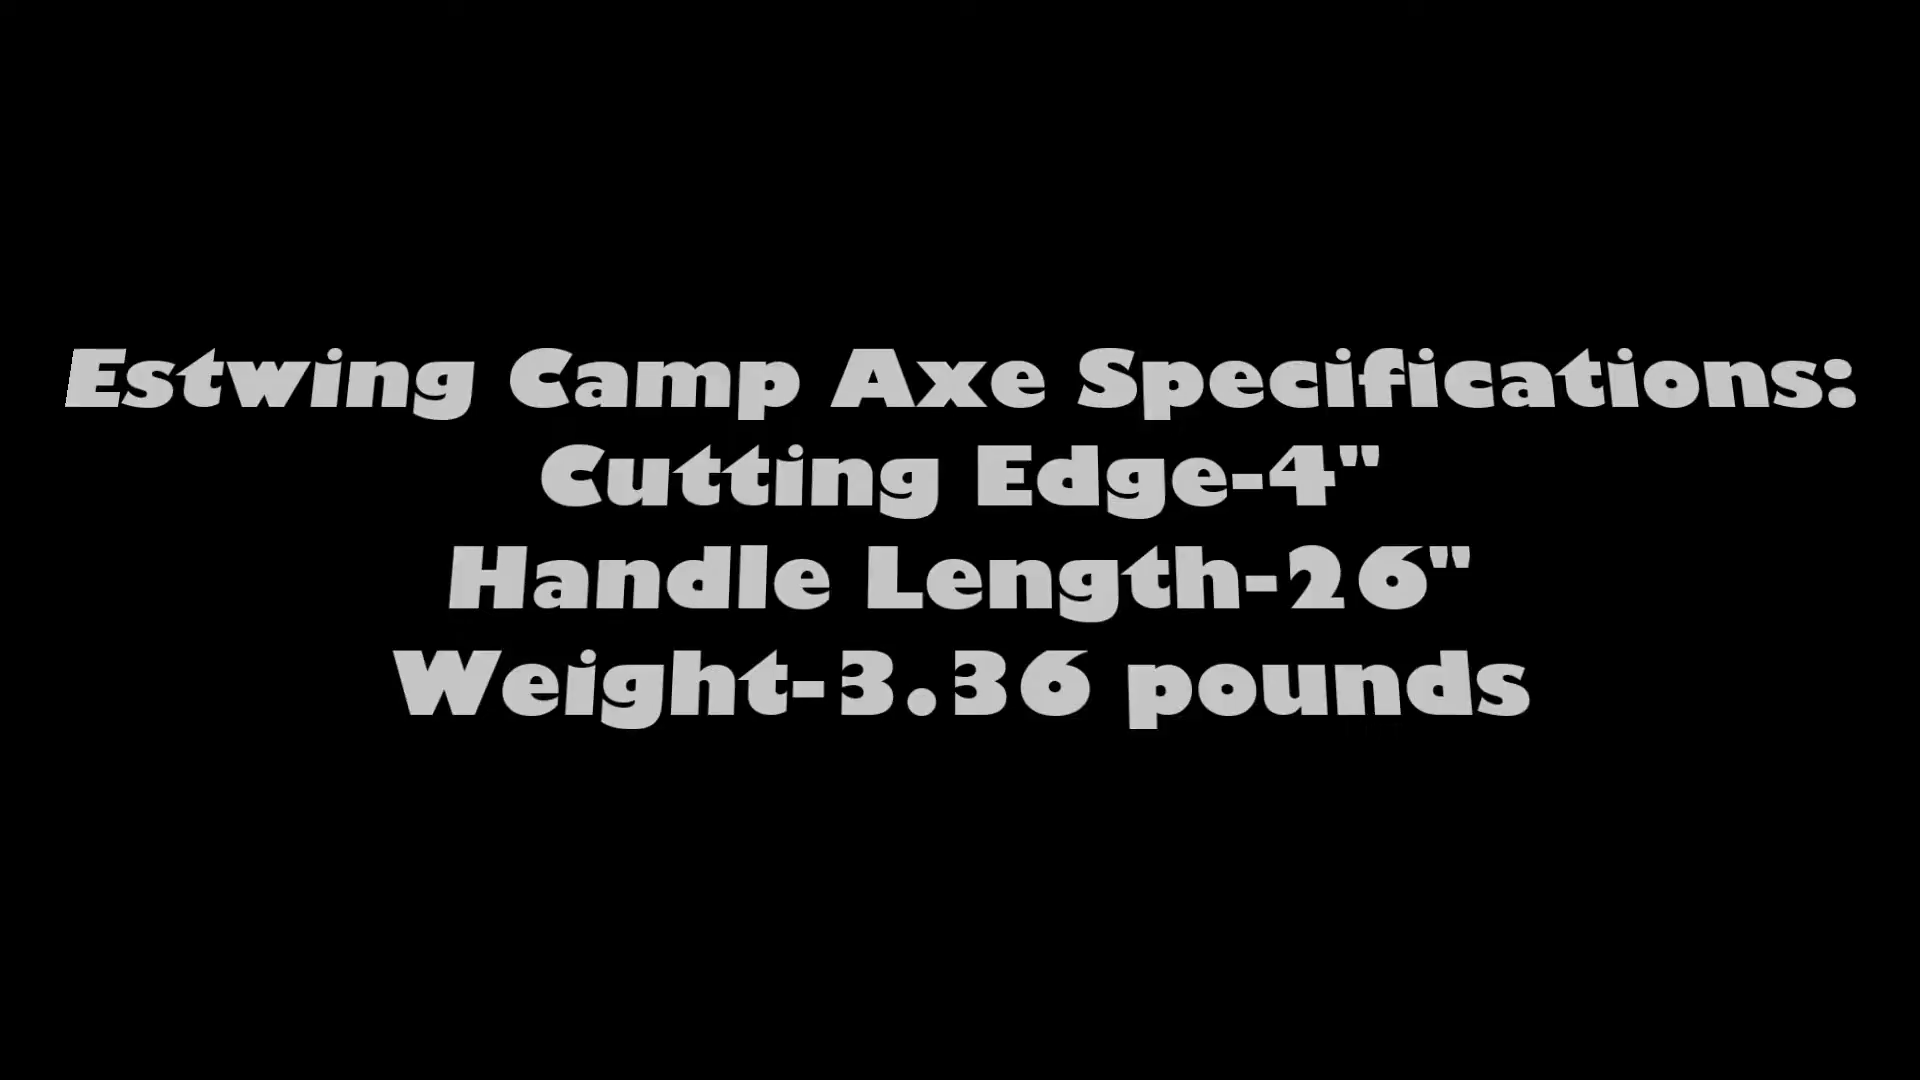 Estwing Camp Axe Specifications:
Cutting Edge-4"
Handle Length-26"
Weight-3.36 pounds